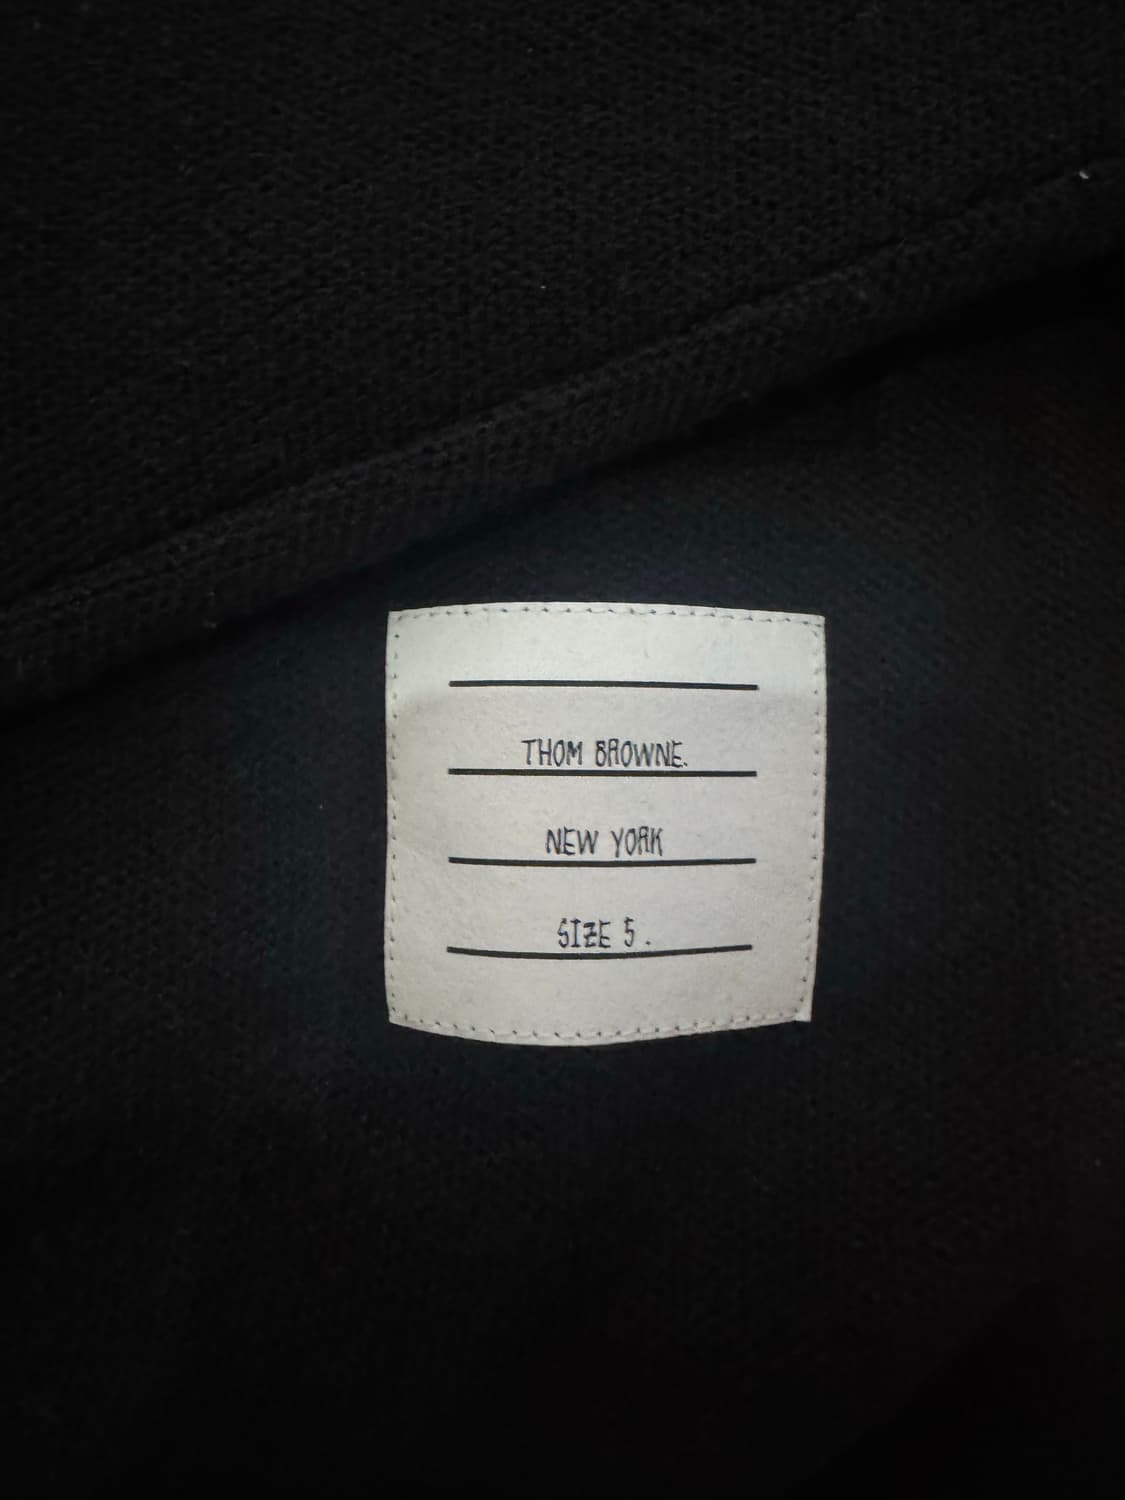 THOM BROWNE.
NEW YORK
SIZE 5 .